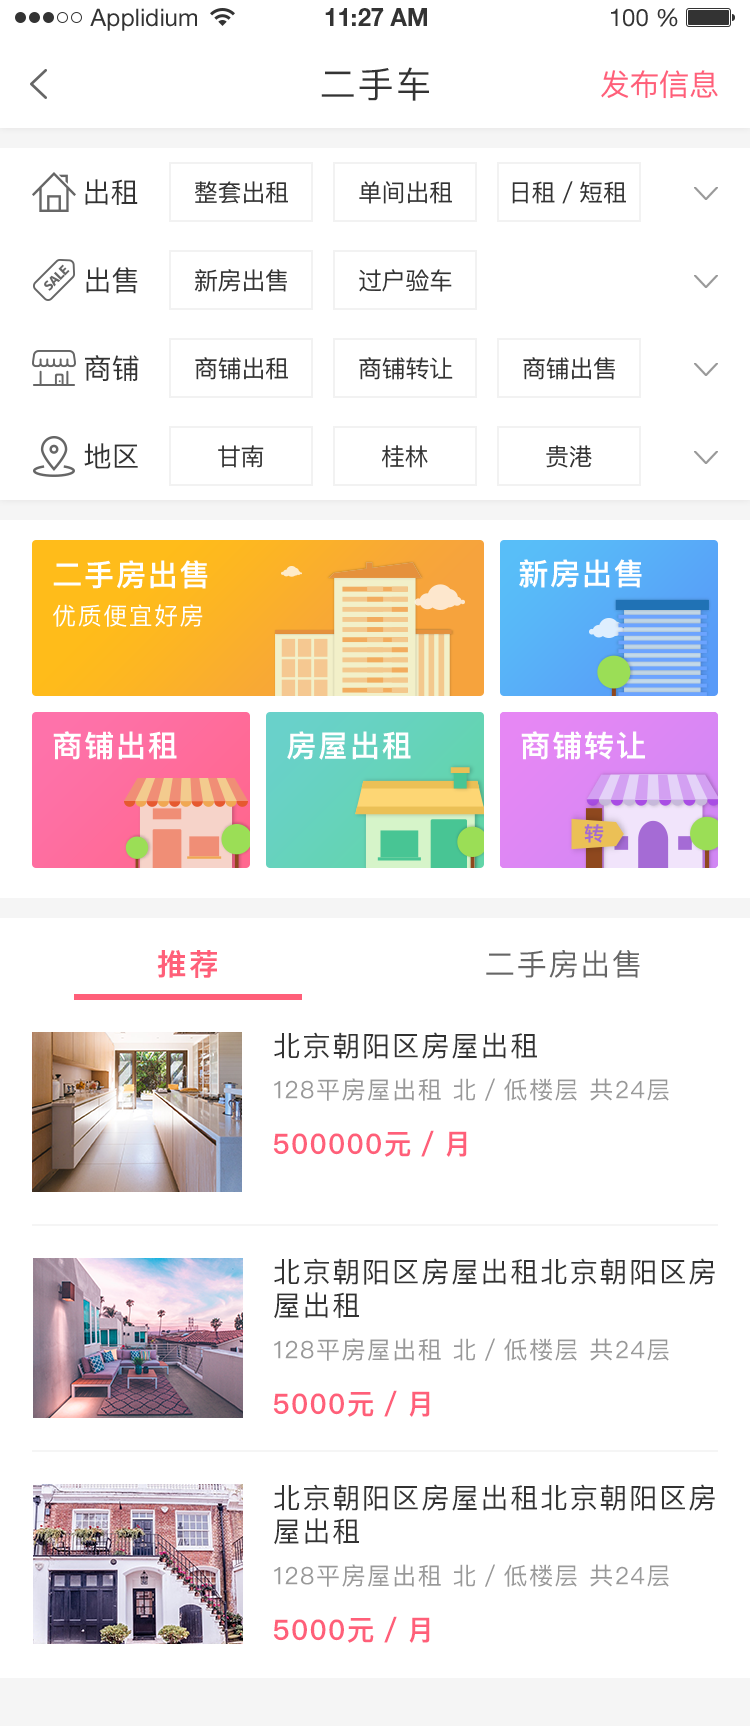 Applidium 11:27 AM 100 %
二手车 发布信息
出租 整套出租 单间出租 日租 / 短租
SALE 出售 新房出售 过户验车
商铺 商铺出租 商铺转让 商铺出售
地区 甘南 桂林 贵港
二手房出售
优质便宜好房
新房出售
商铺出租
房屋出租
商铺转让
转
推荐 二手房出售
北京朝阳区房屋出租
128平房屋出租 北 / 低楼层 共24层
500000元 / 月
北京朝阳区房屋出租北京朝阳区房
屋出租
128平房屋出租 北 / 低楼层 共24层
5000元 / 月
北京朝阳区房屋出租北京朝阳区房
屋出租
128平房屋出租 北 / 低楼层 共24层
5000元 / 月